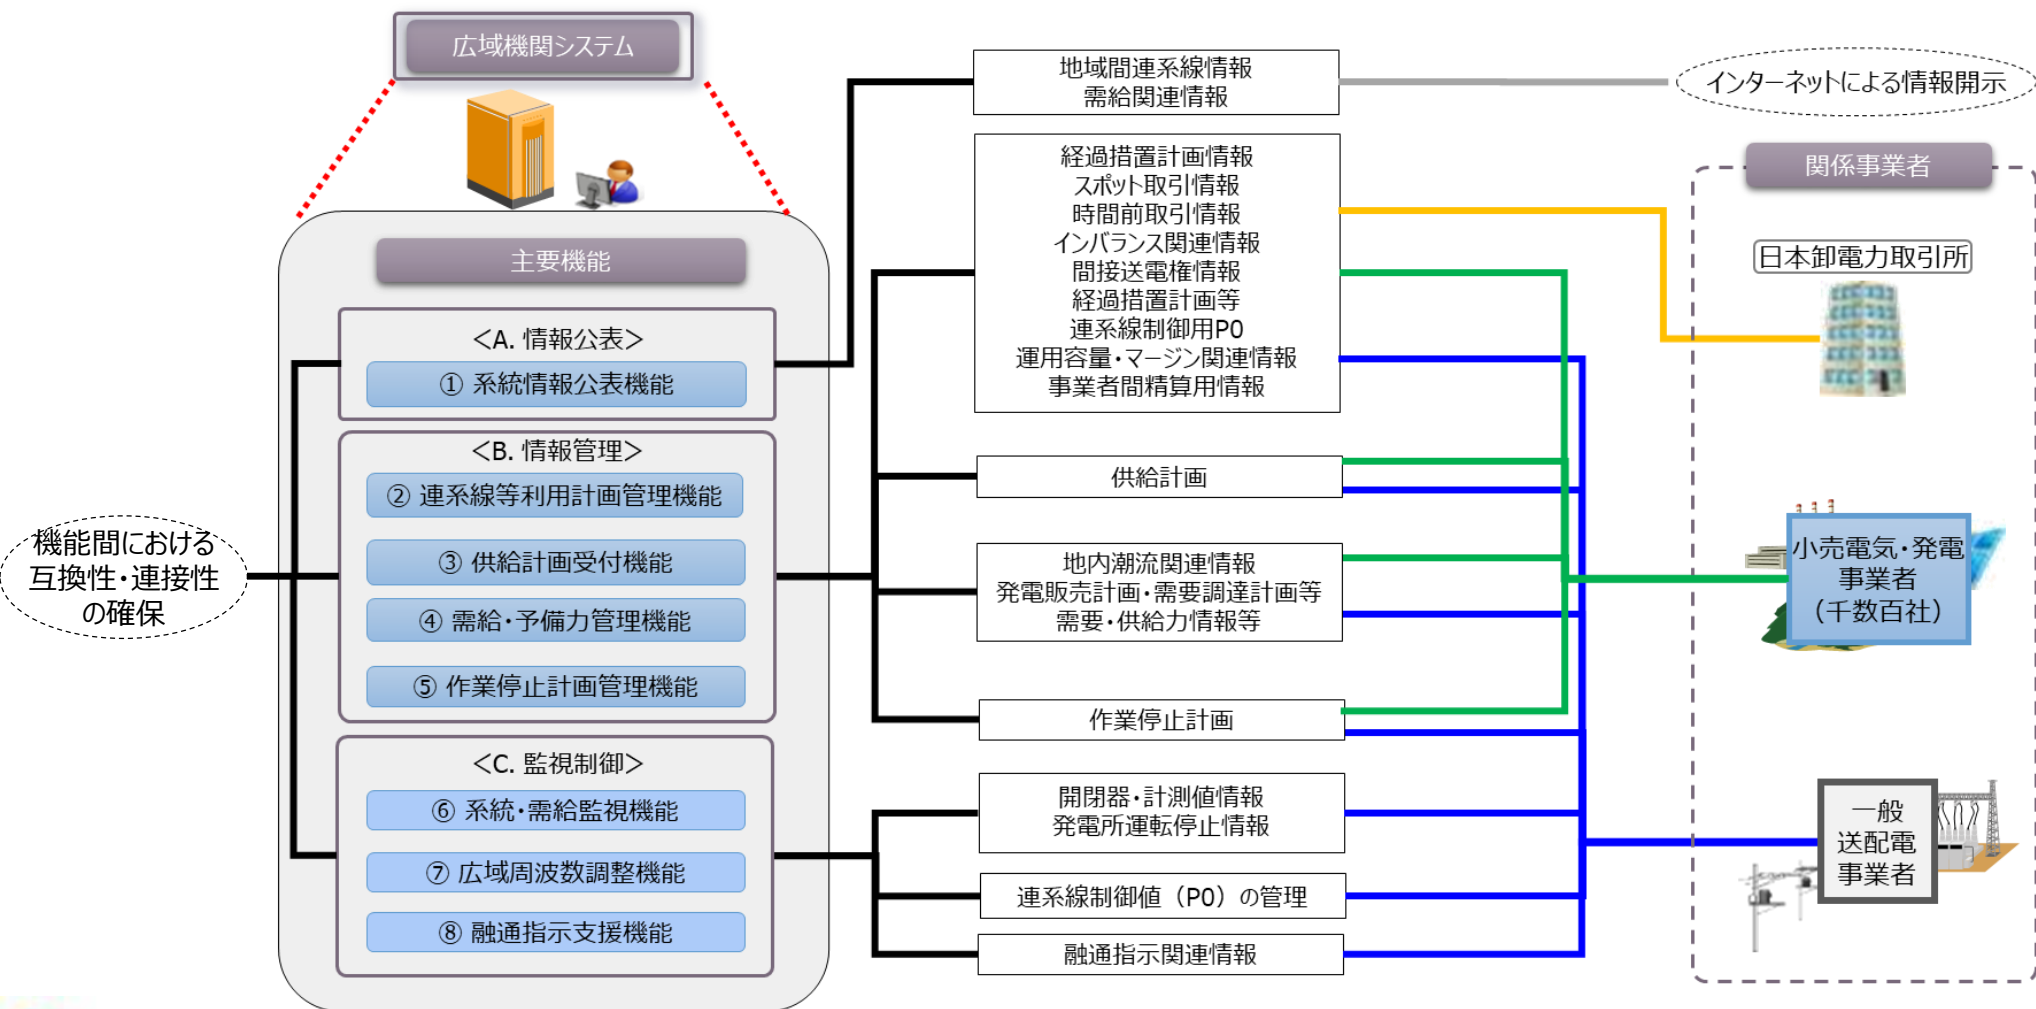 広域機関システム
主要機能
<A. 情報公表>
① 系統情報公表機能
<B. 情報管理>
② 連系線等利用計画管理機能
③ 供給計画受付機能
④ 需給・予備力管理機能
⑤ 作業停止計画管理機能
<C. 監視制御>
⑥ 系統・需給監視機能
⑦ 広域周波数調整機能
⑧ 融通指示支援機能
機能間における
互換性・連接性
の確保
地域間連系線情報
需給関連情報
経過措置計画情報
スポット取引情報
時間前取引情報
インバランス関連情報
間接送電権情報
経過措置計画等
連系線制御用P0
運用容量・マージン関連情報
事業者間精算用情報
供給計画
地内潮流関連情報
発電販売計画・需要調達計画等
需要・供給力情報等
作業停止計画
開閉器・計測値情報
発電所運転停止情報
連系線制御値（P0）の管理
融通指示関連情報
インターネットによる情報開示
関係事業者
日本卸電力取引所
小売電気・発電
事業者
（千数百社）
一般
送配電
事業者